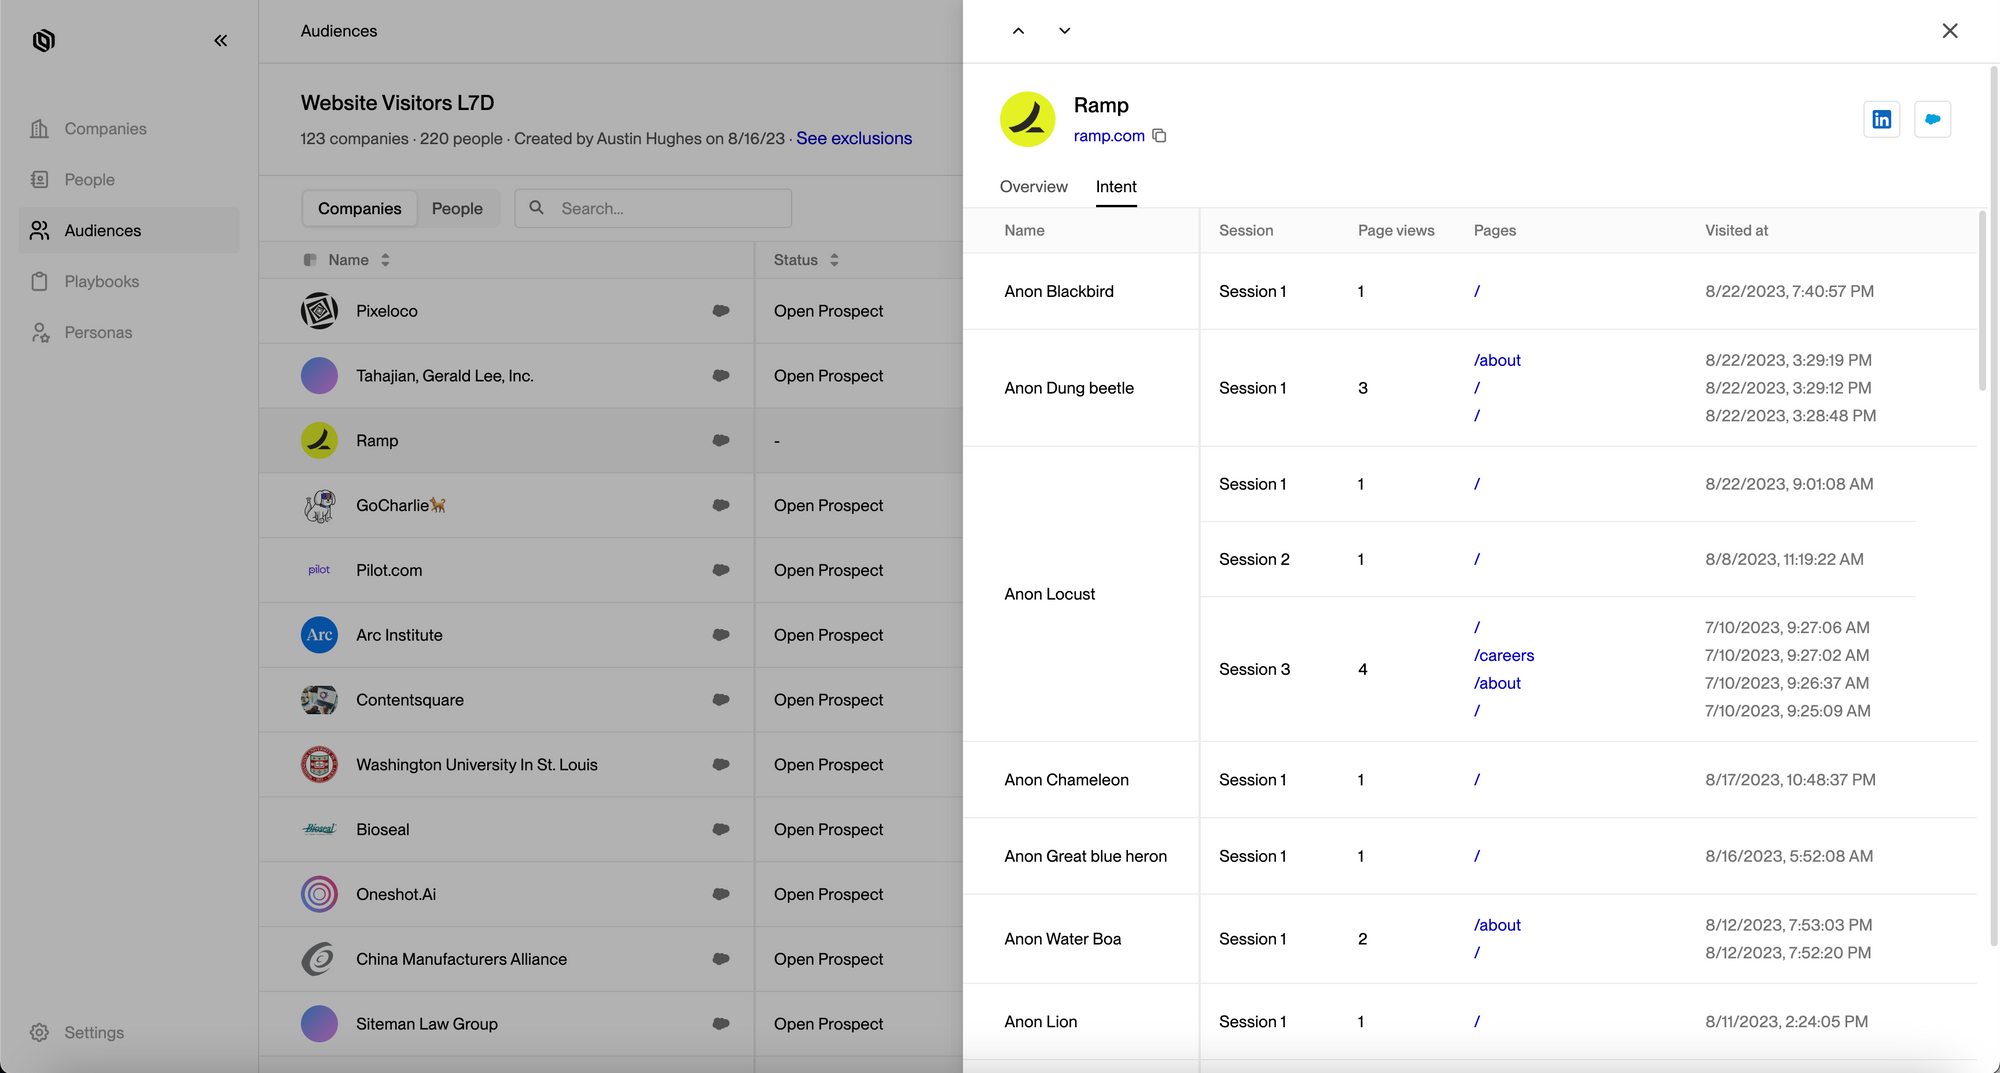 Companies
People
Audiences
Playbooks
Personas
Settings
Audiences
Website Visitors L7D
123 companies · 220 people · Created by Austin Hughes on 8/16/23 · See exclusions
Companies People Search...
Name Status
Pixeloco Open Prospect
Tahajian, Gerald Lee, Inc. Open Prospect
Ramp -
GoCharlie🐕 Open Prospect
pilot Pilot.com Open Prospect
Arc Arc Institute Open Prospect
Contentsquare Open Prospect
Washington University In St. Louis Open Prospect
Bioseal Bioseal Open Prospect
Oneshot.Ai Open Prospect
China Manufacturers Alliance Open Prospect
Siteman Law Group Open Prospect
Ramp
ramp.com
in
Overview Intent
Name Session Page views Pages Visited at
Anon Blackbird Session 1 1 / 8/22/2023, 7:40:57 PM
Anon Dung beetle Session 1 3
/about 8/22/2023, 3:29:19 PM
/ 8/22/2023, 3:29:12 PM
/ 8/22/2023, 3:28:48 PM
Anon Locust
Session 1 1 / 8/22/2023, 9:01:08 AM
Session 2 1 / 8/8/2023, 11:19:22 AM
Session 3 4
/ 7/10/2023, 9:27:06 AM
/careers 7/10/2023, 9:27:02 AM
/about 7/10/2023, 9:26:37 AM
/ 7/10/2023, 9:25:09 AM
Anon Chameleon Session 1 1 / 8/17/2023, 10:48:37 PM
Anon Great blue heron Session 1 1 / 8/16/2023, 5:52:08 AM
Anon Water Boa Session 1 2
/about 8/12/2023, 7:53:03 PM
/ 8/12/2023, 7:52:20 PM
Anon Lion Session 1 1 / 8/11/2023, 2:24:05 PM